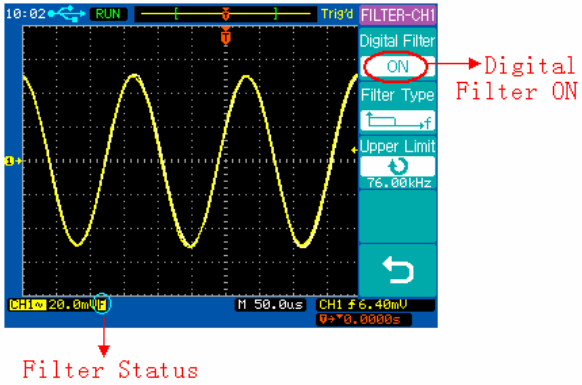 10:02 RUN Trig'd FILTER-CH1
T
Digital Filter
ON
Digital
Filter ON
Filter Type
f
Upper Limit
76.00kHz
1
CH1~ 20.0mV F M 50.0us CH1 6.40mV
0.0000s
Filter Status